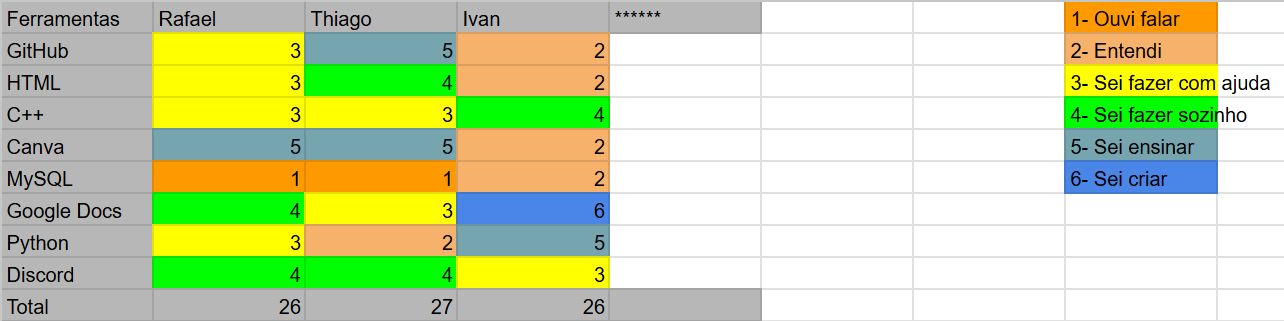 Ferramentas Rafael Thiago Ivan ****** 1- Ouvi falar
GitHub 3 5 2 2- Entendi
HTML 3 4 2 3- Sei fazer com ajuda
C++ 3 3 4 4- Sei fazer sozinho
Canva 5 5 2 5- Sei ensinar
MySQL 1 1 2 6- Sei criar
Google Docs 4 3 6
Python 3 2 5
Discord 4 4 3
Total 26 27 26